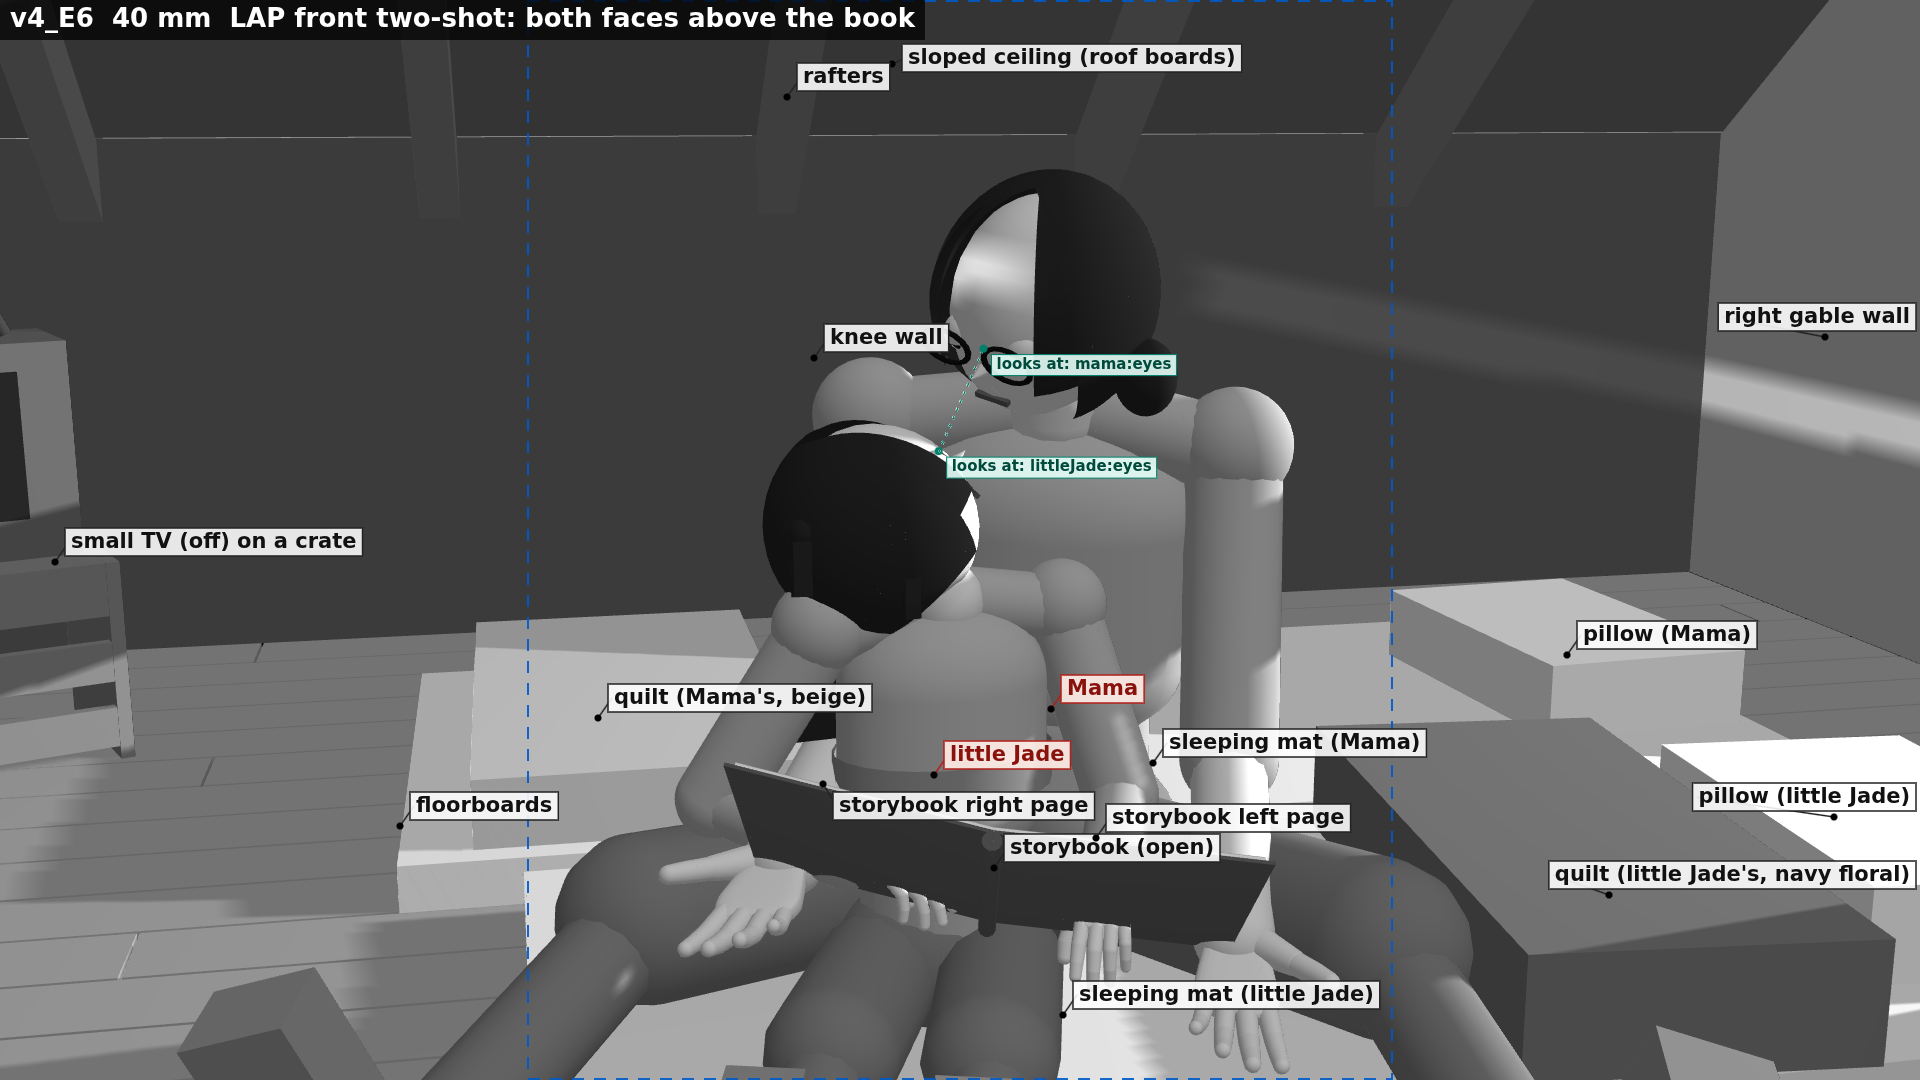 v4_E6  40 mm  LAP front two-shot: both faces above the book
sloped ceiling (roof boards)
rafters
right gable wall
knee wall
looks at: mama:eyes
looks at: littleJade:eyes
small TV (off) on a crate
pillow (Mama)
Mama
quilt (Mama's, beige)
sleeping mat (Mama)
little Jade
pillow (little Jade)
floorboards
storybook right page
storybook left page
storybook (open)
quilt (little Jade's, navy floral)
sleeping mat (little Jade)